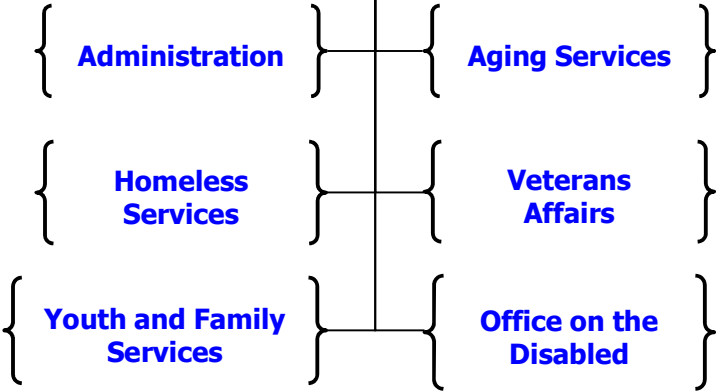 Administration
Aging Services
Homeless
Services
Veterans
Affairs
Youth and Family
Services
Office on the
Disabled